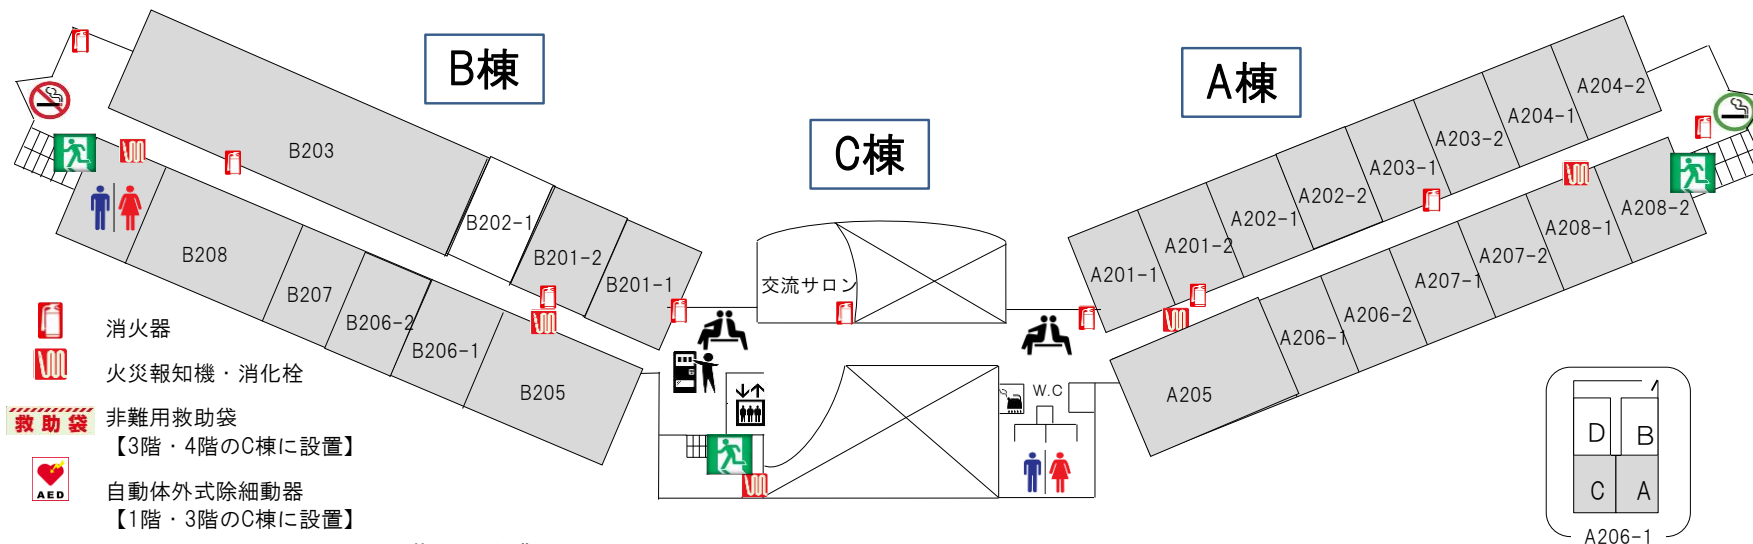 B棟
A棟
C棟
B203
B202-1
B201-2
B201-1
B208
B207
B206-2
B206-1
B205
交流サロン
A201-1
A201-2
A202-1
A202-2
A203-1
A203-2
A204-1
A204-2
A205
A206-1
A206-2
A207-1
A207-2
A208-1
A208-2
W.C
消火器
火災報知機・消化栓
救助袋
非難用救助袋
【3階・4階のC棟に設置】
AED
自動体外式除細動器
【1階・3階のC棟に設置】
D
B
C
A
A206-1